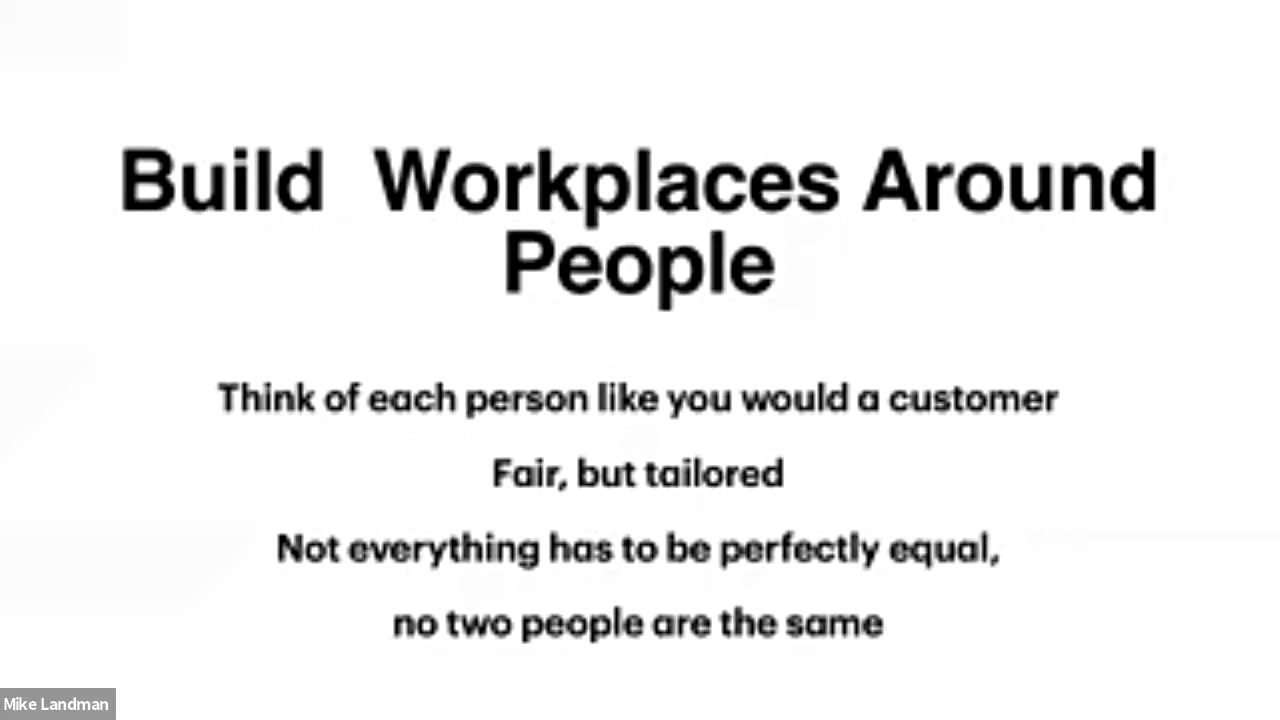 Build  Workplaces Around
People
Think of each person like you would a customer
Fair, but tailored
Not everything has to be perfectly equal,
no two people are the same
Mike Landman